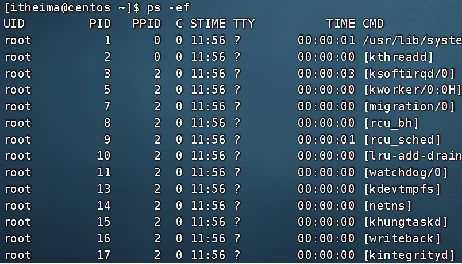 [itheima@centos ~]$ ps -ef
UID PID PPID C STIME TTY TIME CMD
root 1 0 0 11:56 ? 00:00:01 /usr/lib/syste
root 2 0 0 11:56 ? 00:00:00 [kthreadd]
root 3 2 0 11:56 ? 00:00:03 [ksoftirqd/0]
root 5 2 0 11:56 ? 00:00:00 [kworker/0:0H]
root 7 2 0 11:56 ? 00:00:00 [migration/0]
root 8 2 0 11:56 ? 00:00:00 [rcu_bh]
root 9 2 0 11:56 ? 00:00:01 [rcu_sched]
root 10 2 0 11:56 ? 00:00:00 [lru-add-drain
root 11 2 0 11:56 ? 00:00:00 [watchdog/0]
root 13 2 0 11:56 ? 00:00:00 [kdevtmpfs]
root 14 2 0 11:56 ? 00:00:00 [netns]
root 15 2 0 11:56 ? 00:00:00 [khungtaskd]
root 16 2 0 11:56 ? 00:00:00 [writeback]
root 17 2 0 11:56 ? 00:00:00 [kintegrityd]